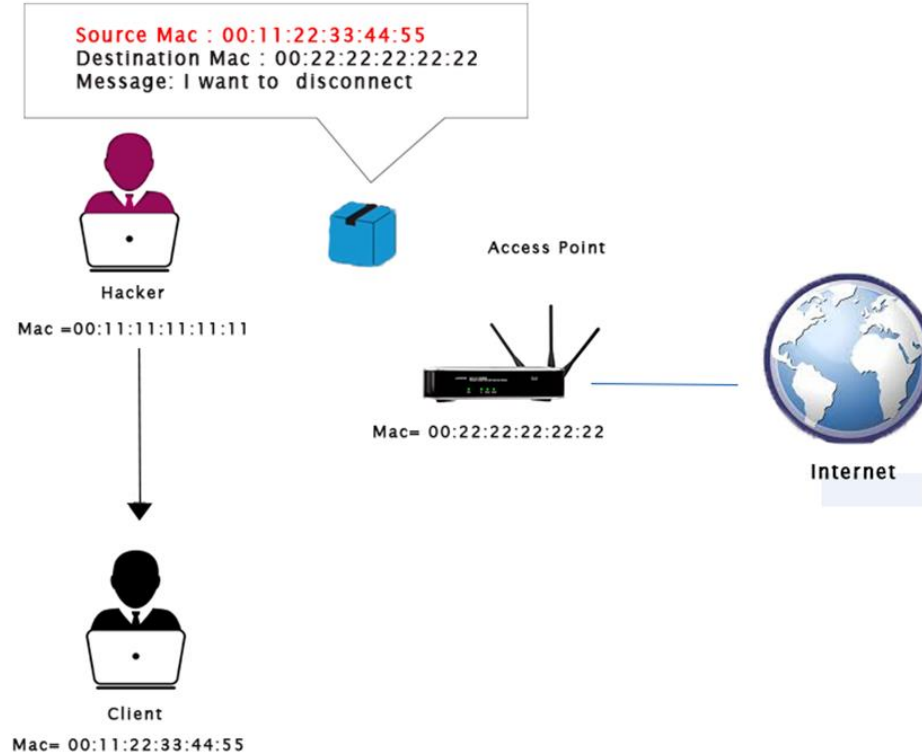 Source Mac : 00:11:22:33:44:55
Destination Mac : 00:22:22:22:22:22
Message: I want to disconnect
Access Point
Hacker
Mac =00:11:11:11:11:11
Mac= 00:22:22:22:22:22
Internet
Client
Mac= 00:11:22:33:44:55